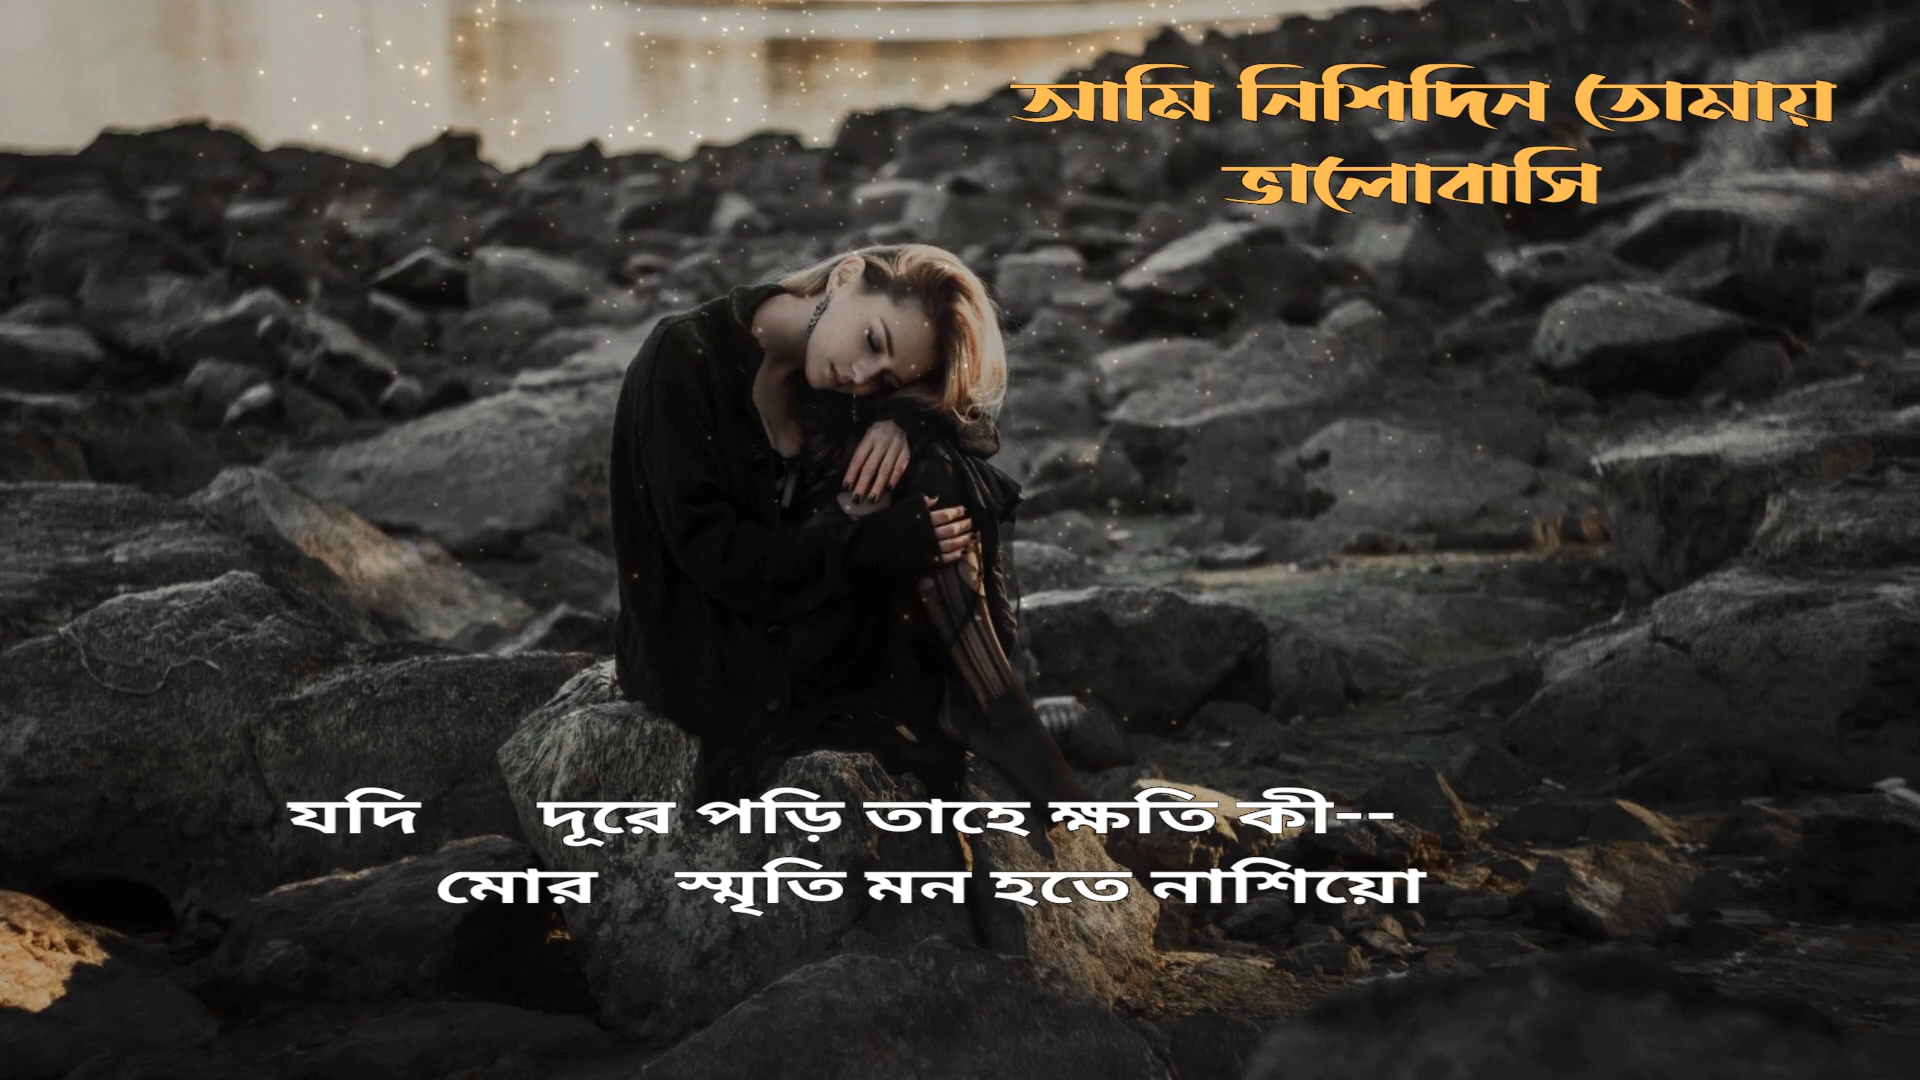 আমি নিশিদিন তোমায়
ভালোবাসি
যদি দূরে পড়ি তাহে ক্ষতি কী--
মোর স্মৃতি মন হতে নাশিয়ো